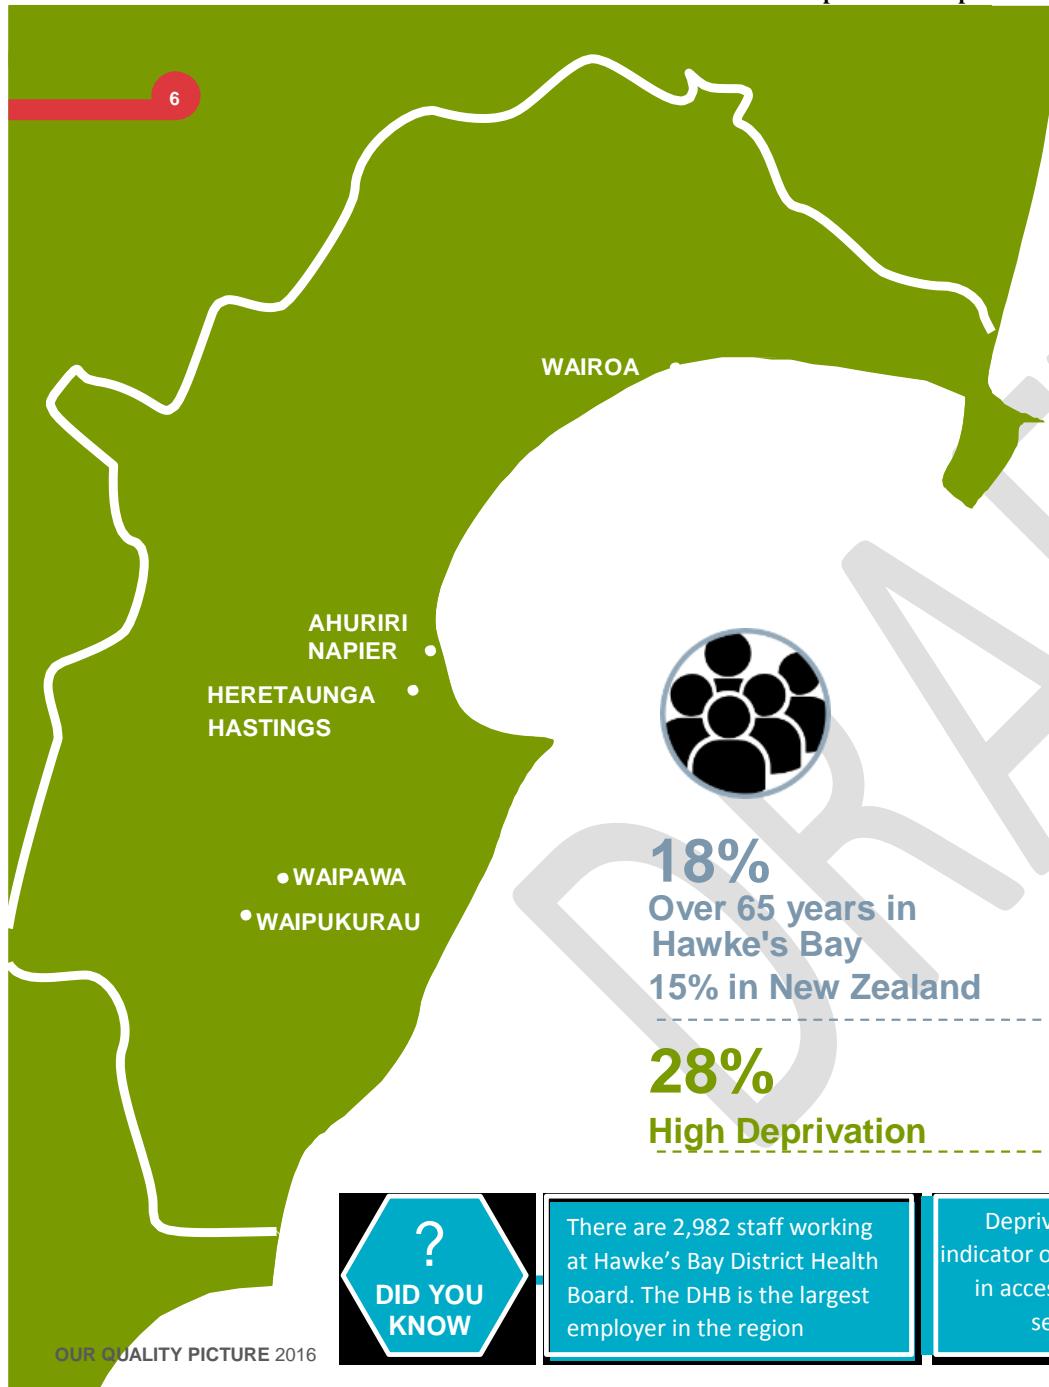 6
WAIROA
AHURIRI
NAPIER
HERETAUNGA
HASTINGS
WAIPAWA
WAIPUKURAU
18%
Over 65 years in
Hawke's Bay
15% in New Zealand
28%
High Deprivation
?
DID YOU
KNOW
There are 2,982 staff working
at Hawke’s Bay District Health
Board. The DHB is the largest
employer in the region
indicator
in
OUR QUALITY PICTURE 2016